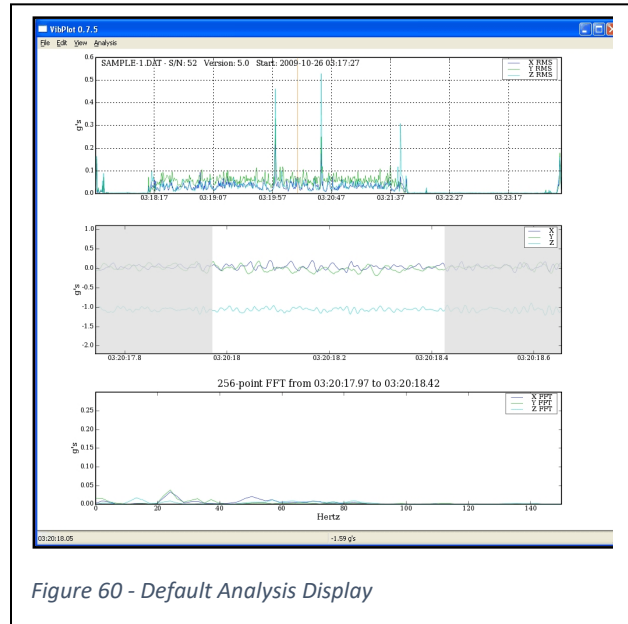 VibPlot 0.7.5
File Edit View Analysis
SAMPLE-1.DAT - S/N: 52 Version: 5.0 Start: 2009-10-26 03:17:27
X RMS
Y RMS
Z RMS
0.6
0.5
0.4
0.3
0.2
0.1
0.0
g's
03:18:17 03:19:07 03:19:57 03:20:47 03:21:37 03:22:27 03:23:17
X
Y
Z
1.0
0.5
0.0
-0.5
-1.0
-1.5
-2.0
g's
03:20:17.8 03:20:18 03:20:18.2 03:20:18.4 03:20:18.6
256-point FFT from 03:20:17.97 to 03:20:18.42
X FFT
Y FFT
Z FFT
0.25
0.20
0.15
0.10
0.05
0.00
g's
0 20 40 60 80 100 120 140
Hertz
03:20:18.05 -1.59 g's
Figure 60 - Default Analysis Display